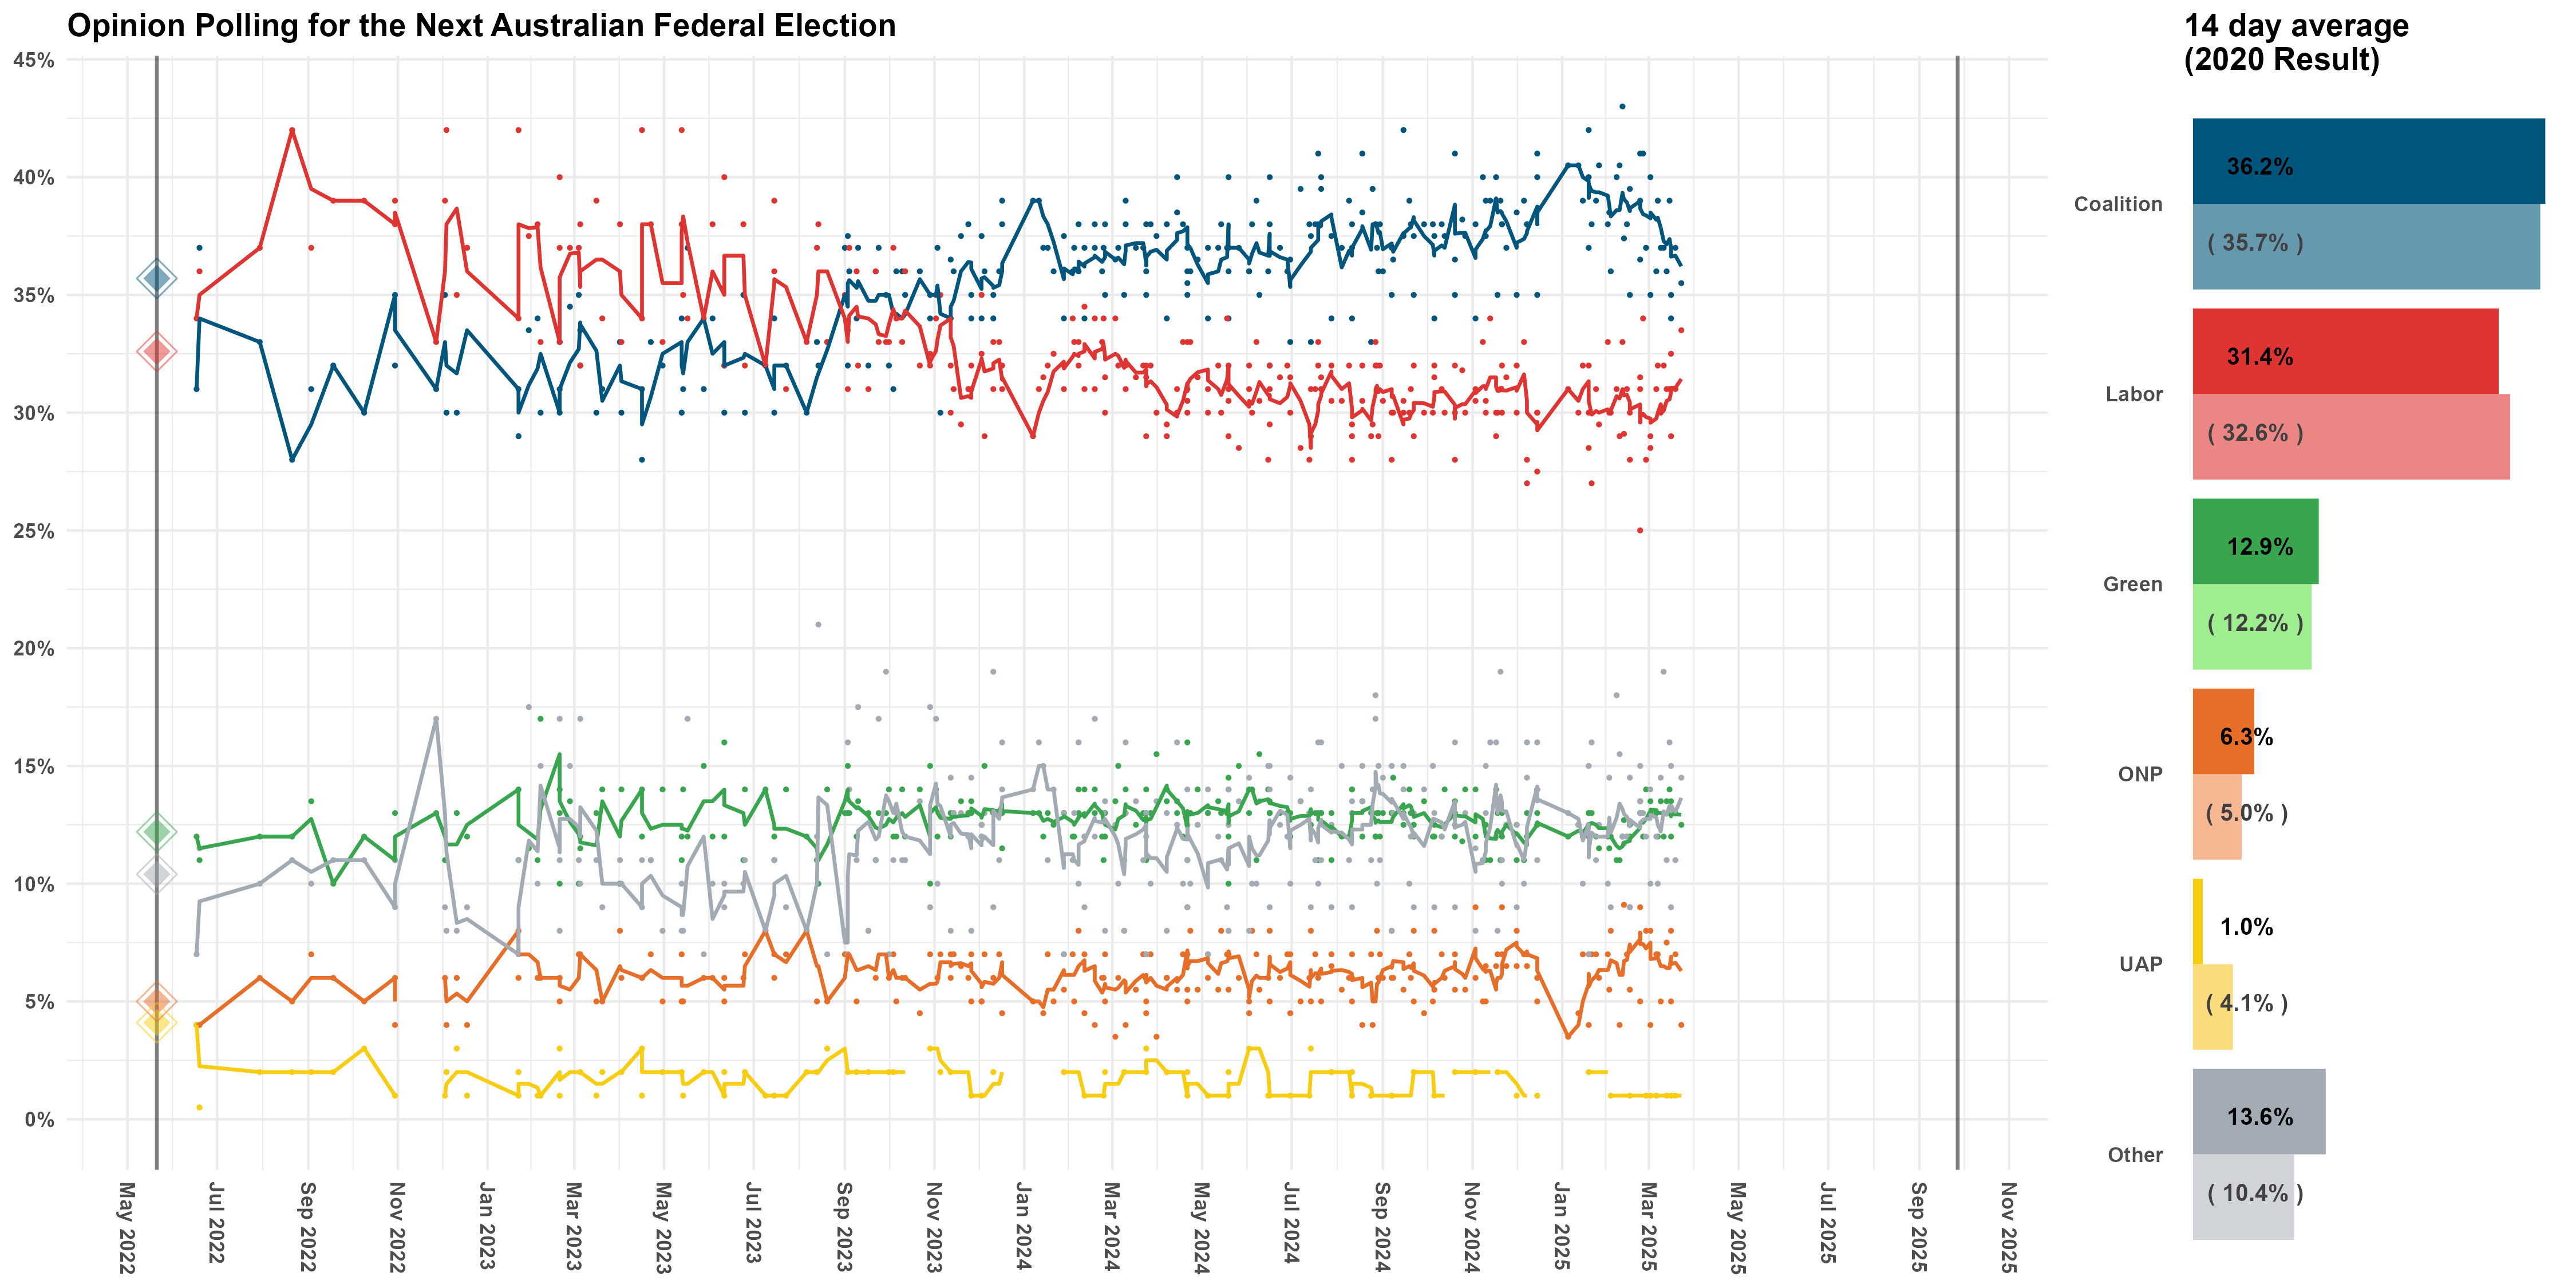 Opinion Polling for the Next Australian Federal Election
45%
40%
35%
30%
25%
20%
15%
10%
5%
0%
May 2022
Jul 2022
Sep 2022
Nov 2022
Jan 2023
Mar 2023
May 2023
Jul 2023
Sep 2023
Nov 2023
Jan 2024
Mar 2024
May 2024
Jul 2024
Sep 2024
Nov 2024
Jan 2025
Mar 2025
May 2025
Jul 2025
Sep 2025
Nov 2025
14 day average
(2020 Result)
Coalition
36.2%
( 35.7% )
Labor
31.4%
( 32.6% )
Green
12.9%
( 12.2% )
ONP
6.3%
( 5.0% )
UAP
1.0%
( 4.1% )
Other
13.6%
( 10.4% )